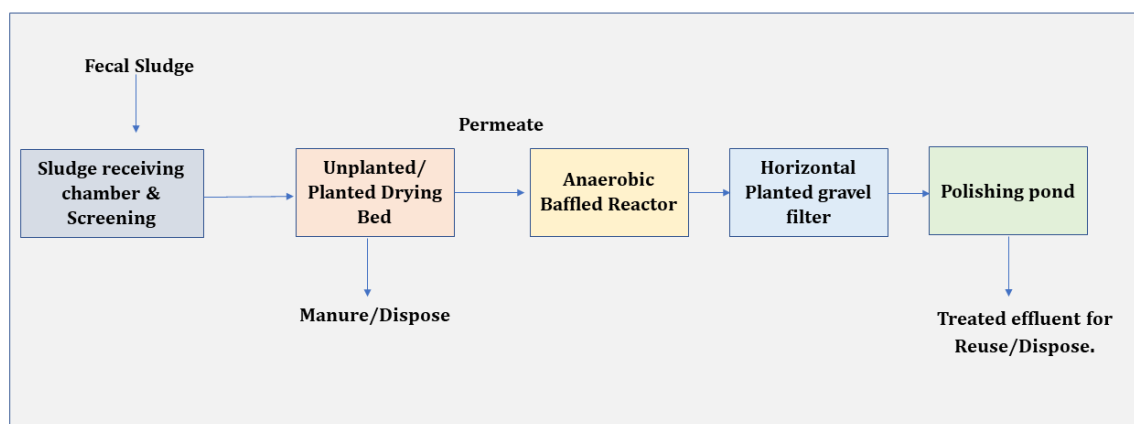 Fecal Sludge
Sludge receiving
chamber &
Screening
Unplanted/
Planted Drying
Bed
Manure/Dispose
Permeate
Anaerobic
Baffled Reactor
Horizontal
Planted gravel
filter
Polishing pond
Treated effluent for
Reuse/Dispose.